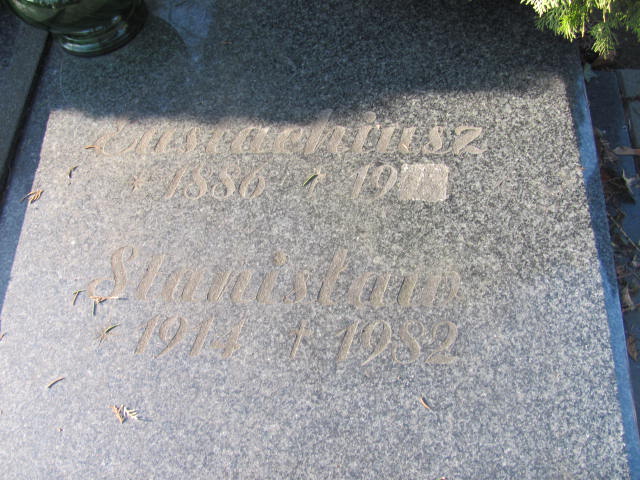 Eustachiusz
* 1886 † 19
Stanisław
* 1914 † 1982